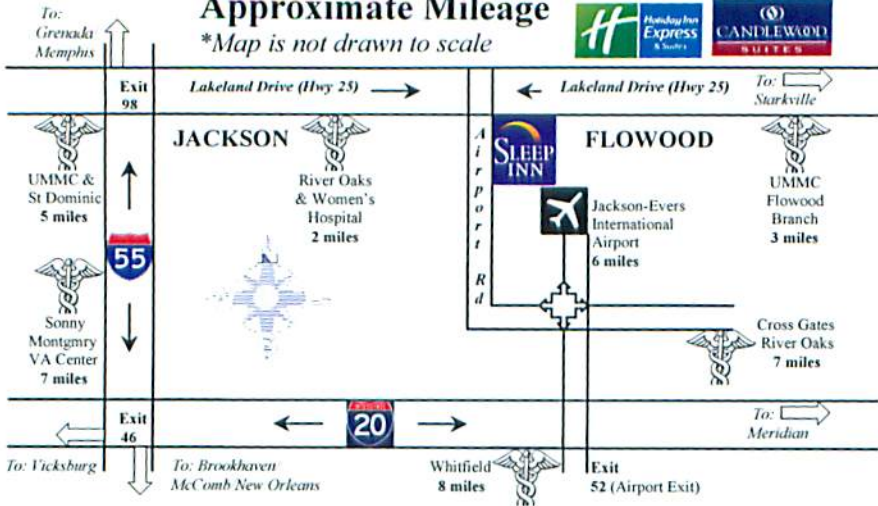 Approximate Mileage
*Map is not drawn to scale
To:
Grenada
Memphis
H
Holiday Inn
Express
& Suites
CANDLEWOOD
SUITES
Exit
98
Lakeland Drive (Hwy 25)
Lakeland Drive (Hwy 25)
To:
Starkville
JACKSON
Airport Rd
SLEEP
INN
FLOWOOD
UMMC &
St Dominic
5 miles
River Oaks
& Women's
Hospital
2 miles
Jackson-Evers
International
Airport
6 miles
UMMC
Flowood
Branch
3 miles
55
N
Sonny
Montgmry
VA Center
7 miles
Cross Gates
River Oaks
7 miles
Exit
46
20
To:
Meridian
To: Vicksburg
To: Brookhaven
McComb New Orleans
Whitfield
8 miles
Exit
52 (Airport Exit)